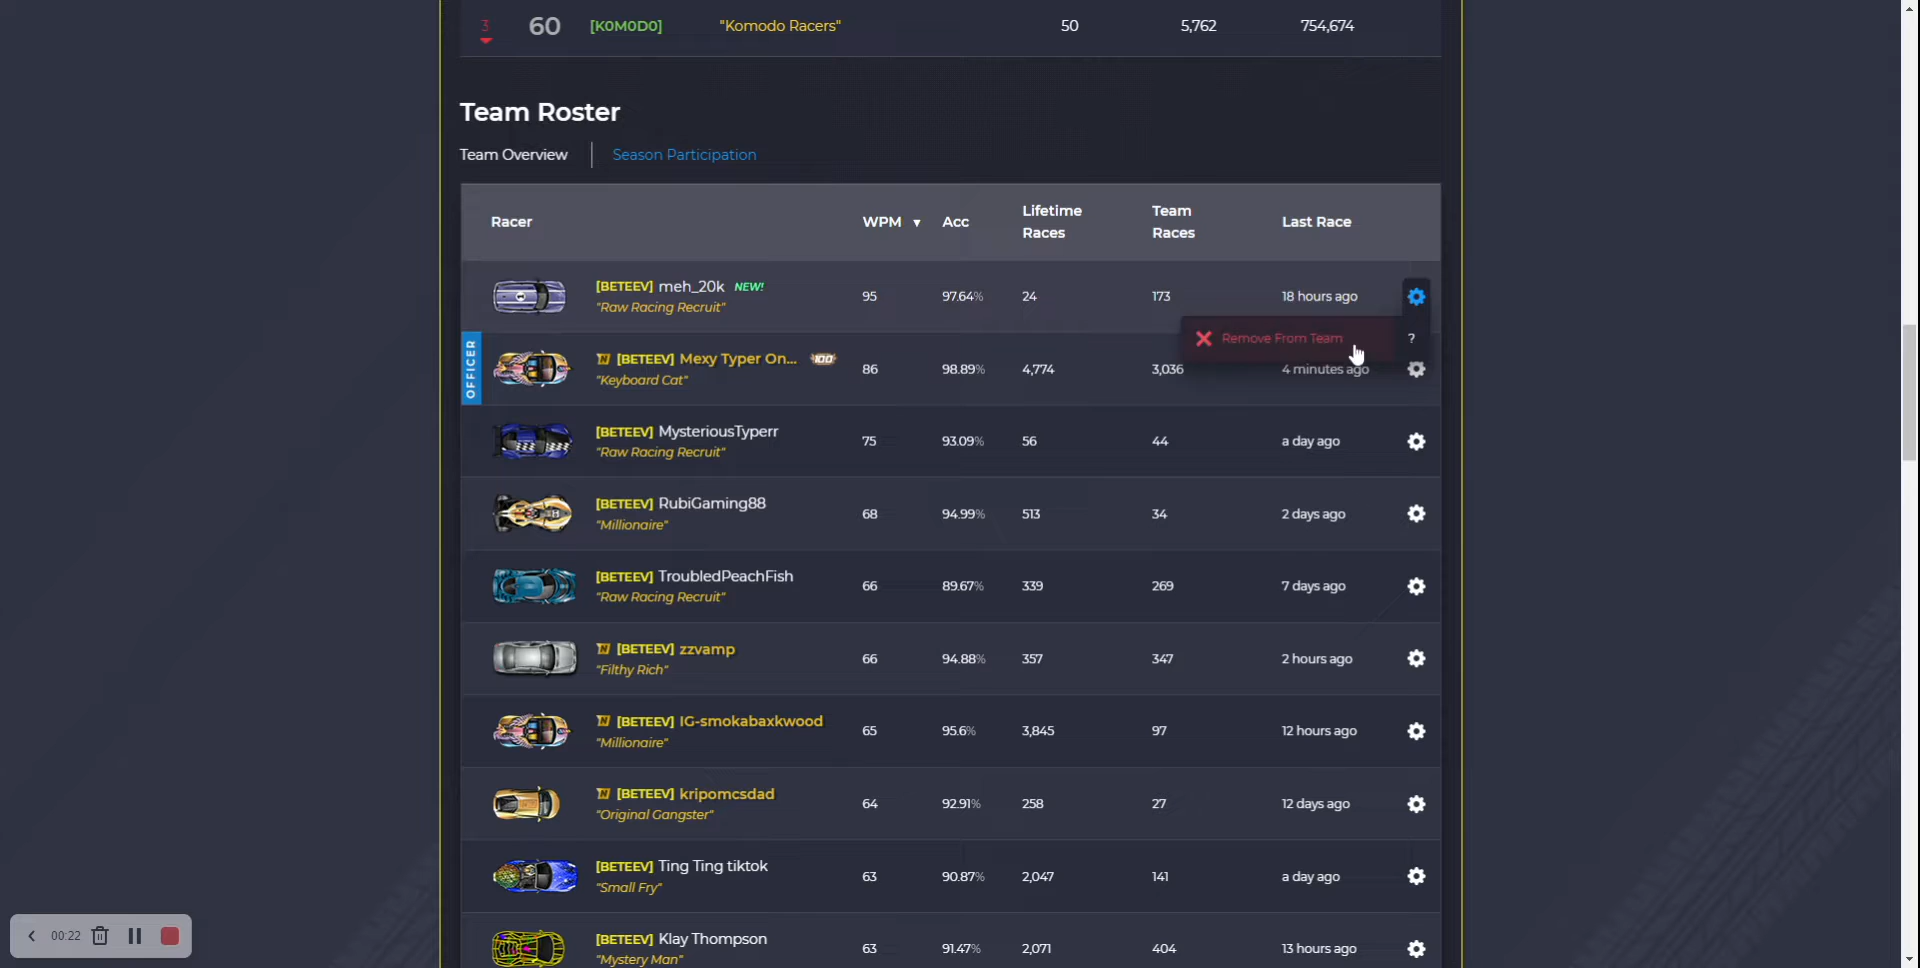 3 60 [K0M0D0] "Komodo Racers" 50 5,762 754,674
Team Roster
Team Overview Season Participation
Racer WPM ▼ Acc Lifetime Races Team Races Last Race
[BETEEV] meh_20k NEW! 95 97.64% 24 173 18 hours ago
"Raw Racing Recruit"
Remove From Team ?
OFFICER
N [BETEEV] Mexy Typer On... 100 86 98.89% 4,774 3,036 4 minutes ago
"Keyboard Cat"
[BETEEV] MysteriousTyperr 75 93.09% 56 44 a day ago
"Raw Racing Recruit"
[BETEEV] RubiGaming88 68 94.99% 513 34 2 days ago
"Millionaire"
[BETEEV] TroubledPeachFish 66 89.67% 339 269 7 days ago
"Raw Racing Recruit"
N [BETEEV] zzvamp 66 94.88% 357 347 2 hours ago
"Filthy Rich"
N [BETEEV] IG-smokabaxkwood 65 95.6% 3,845 97 12 hours ago
"Millionaire"
N [BETEEV] kripomcsdad 64 92.91% 258 27 12 days ago
"Original Gangster"
[BETEEV] Ting Ting tiktok 63 90.87% 2,047 141 a day ago
"Small Fry"
[BETEEV] Klay Thompson 63 91.47% 2,071 404 13 hours ago
"Mystery Man"
00:22